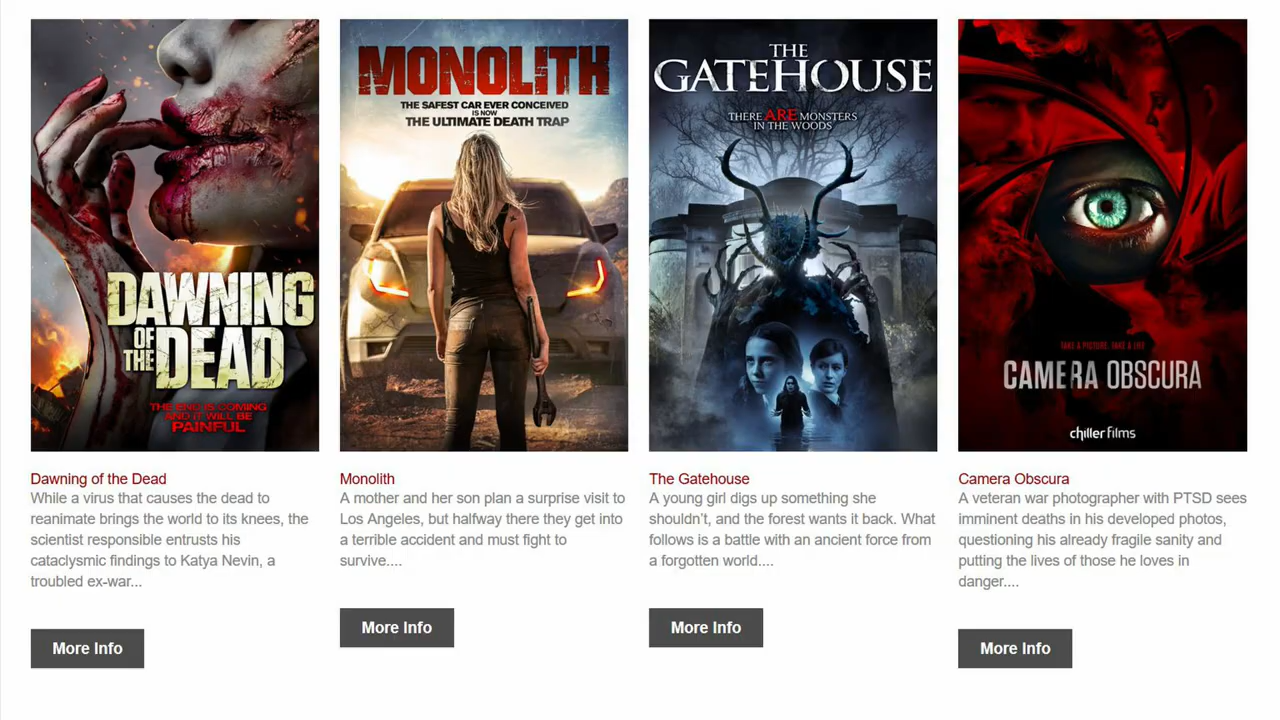 DAWNING
OF
THE DEAD
THE END IS COMING
AND IT WILL BE
PAINFUL
MONOLITH
THE SAFEST CAR EVER CONCEIVED
IS NOW
THE ULTIMATE DEATH TRAP
THE
GATEHOUSE
THERE ARE MONSTERS
IN THE WOODS
TAKE A PICTURE. TAKE A LIFE
CAMERA OBSCURA
chiller films
Dawning of the Dead
While a virus that causes the dead to
reanimate brings the world to its knees, the
scientist responsible entrusts his
cataclysmic findings to Katya Nevin, a
troubled ex-war...
More Info
Monolith
A mother and her son plan a surprise visit to
Los Angeles, but halfway there they get into
a terrible accident and must fight to
survive....
More Info
The Gatehouse
A young girl digs up something she
shouldn't, and the forest wants it back. What
follows is a battle with an ancient force from
a forgotten world....
More Info
Camera Obscura
A veteran war photographer with PTSD sees
imminent deaths in his developed photos,
questioning his already fragile sanity and
putting the lives of those he loves in
danger....
More Info